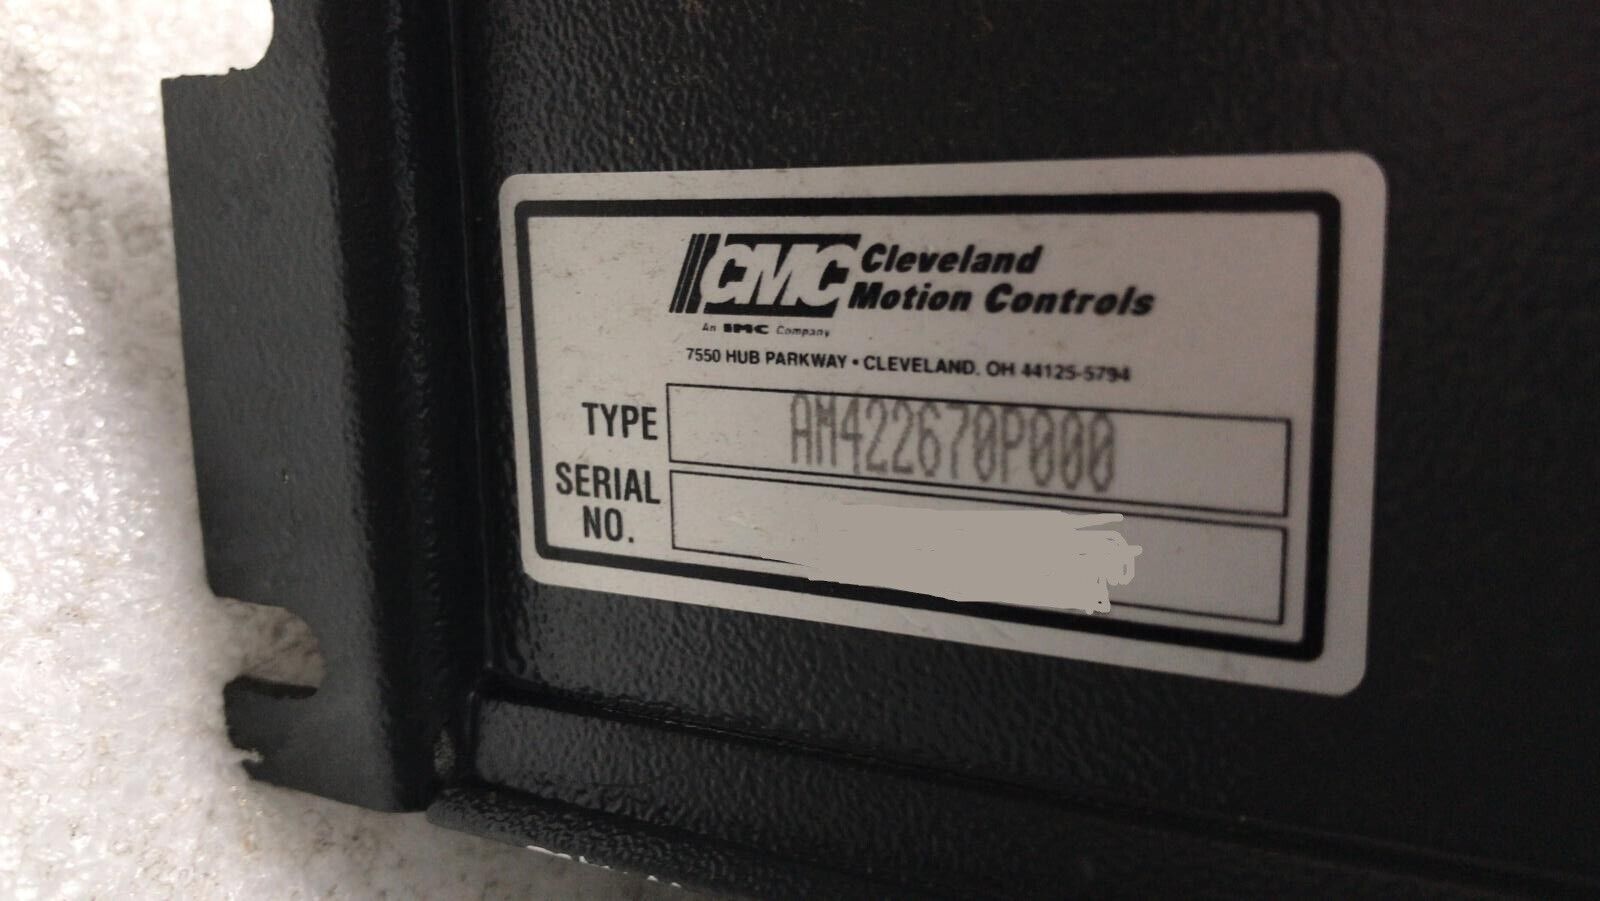 CMC Cleveland
Motion Controls
An IMC Company
7550 HUB PARKWAY • CLEVELAND, OH 44125-5794
TYPE AM422670P000
SERIAL
NO.